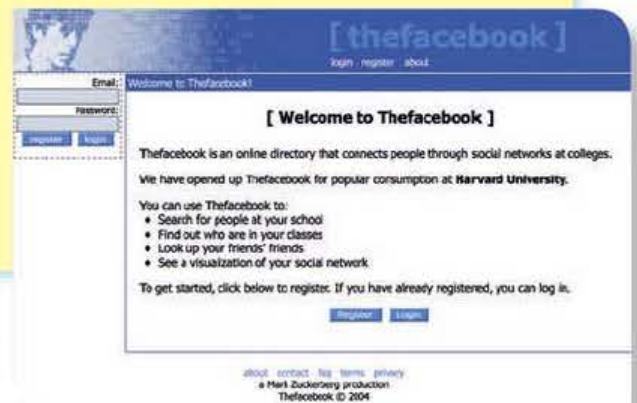 [ thefacebook ]
login register about
Email:
Password:
register login
Welcome to Thefacebook!
[ Welcome to Thefacebook ]
Thefacebook is an online directory that connects people through social networks at colleges.
We have opened up Thefacebook for popular consumption at Harvard University.
You can use Thefacebook to:
• Search for people at your school
• Find out who are in your classes
• Look up your friends' friends
• See a visualization of your social network
To get started, click below to register. If you have already registered, you can log in.
Register Login
about contact faq terms privacy
a Mark Zuckerberg production
Thefacebook © 2004